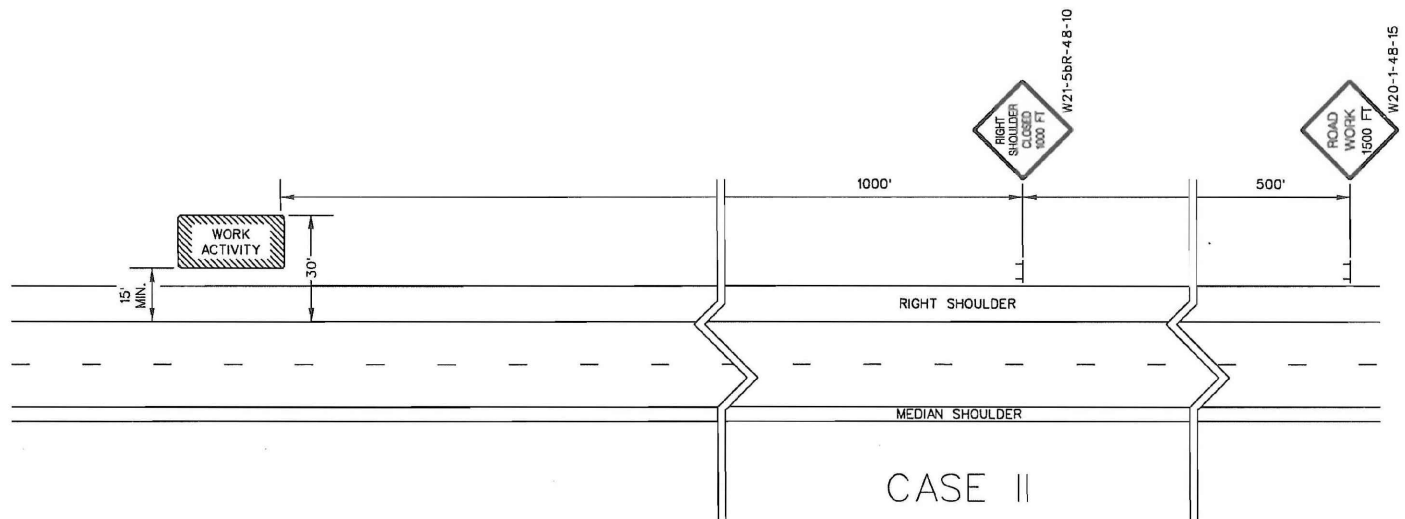 W21-5bR-48-10
W20-1-48-15
RIGHT
SHOULDER
CLOSED
1000 FT
ROAD
WORK
1500 FT
1000'
500'
WORK
ACTIVITY
30'
15'
MIN.
RIGHT SHOULDER
MEDIAN SHOULDER
CASE II